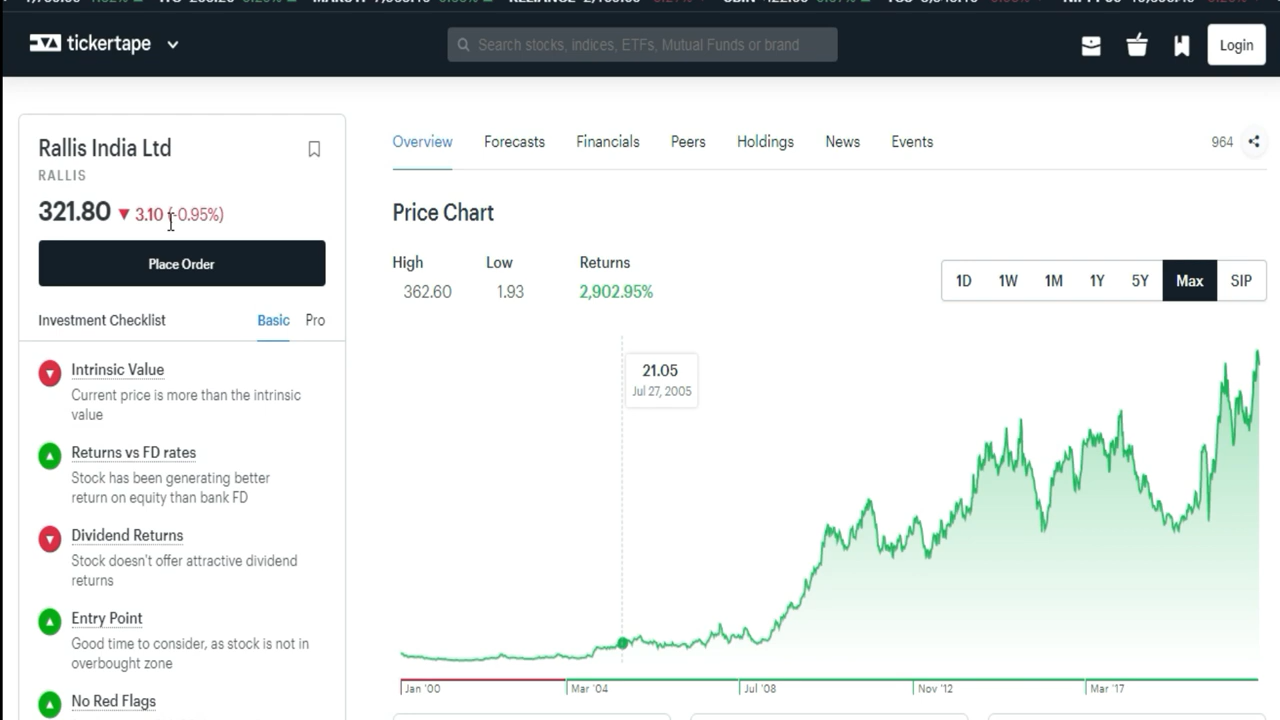 tickertape
Search stocks, indices, ETFs, Mutual Funds or brand
Login
Rallis India Ltd
RALLIS
321.80 ▼ 3.10 (-0.95%)
Place Order
Investment Checklist Basic Pro
Intrinsic Value
Current price is more than the intrinsic
value
Returns vs FD rates
Stock has been generating better
return on equity than bank FD
Dividend Returns
Stock doesn't offer attractive dividend
returns
Entry Point
Good time to consider, as stock is not in
overbought zone
No Red Flags
Overview Forecasts Financials Peers Holdings News Events 964
Price Chart
High Low Returns
362.60 1.93 2,902.95%
1D 1W 1M 1Y 5Y Max SIP
21.05
Jul 27, 2005
Jan '00 Mar '04 Jul '08 Nov '12 Mar '17